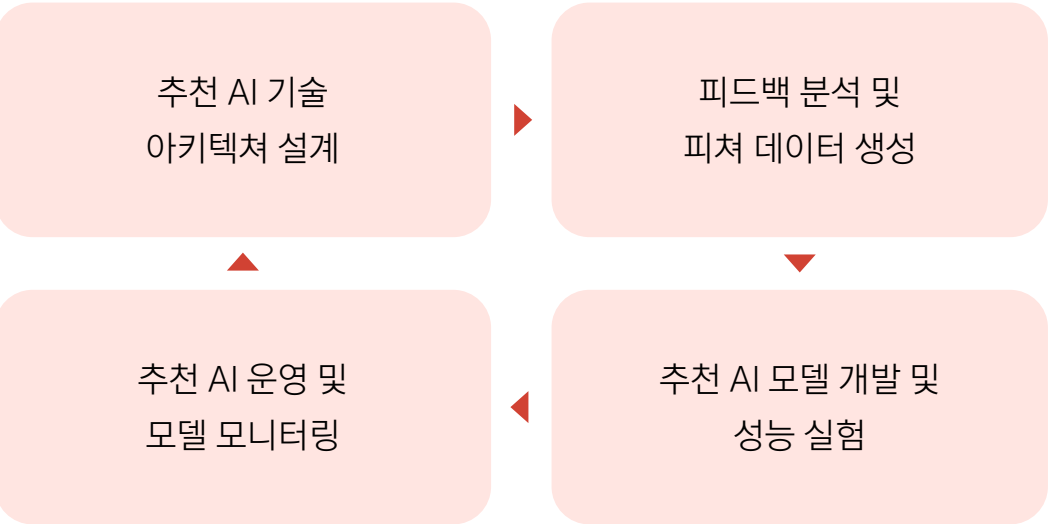 추천 AI 기술
아키텍쳐 설계
피드백 분석 및
피쳐 데이터 생성
추천 AI 운영 및
모델 모니터링
추천 AI 모델 개발 및
성능 실험